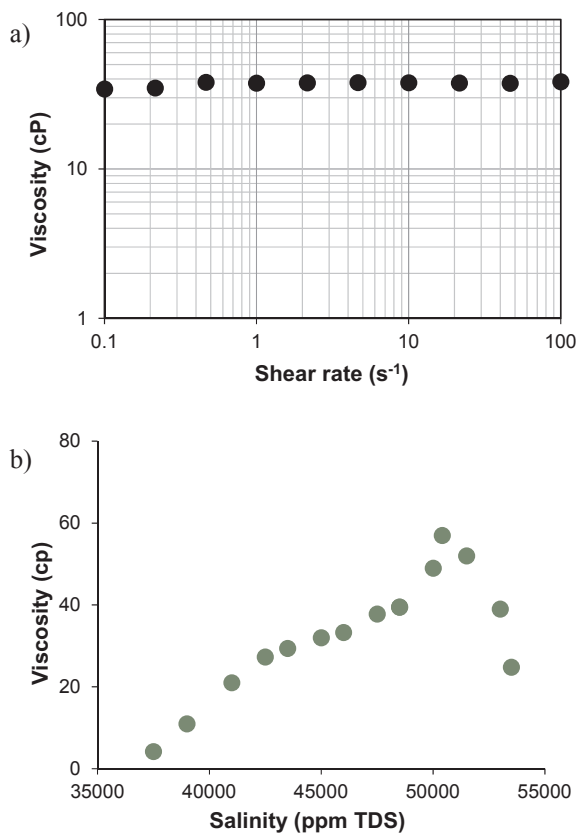 a)
100
10
1
Viscosity (cP)
0.1 1 10 100
Shear rate (s⁻¹)
b)
80
60
40
20
0
Viscosity (cp)
35000 40000 45000 50000 55000
Salinity (ppm TDS)